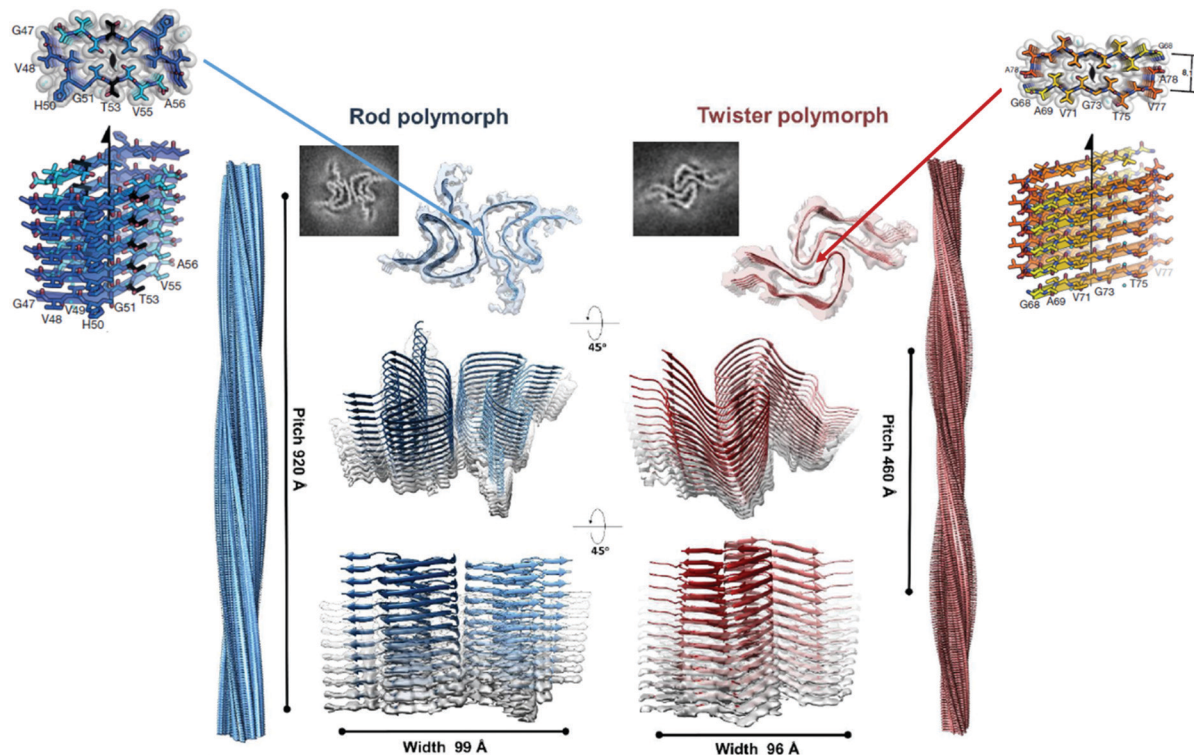 G47
V48
H50
G51
T53
V55
A56
A56
V55
T53
G51
G47
V49
V48
H50
Rod polymorph
Twister polymorph
G68
A78
A78
G68
A69
V71
G73
T75
V77
V77
T75
G73
V71
A69
G68
45°
45°
Pitch 920 Å
Pitch 460 Å
Width 99 Å
Width 96 Å